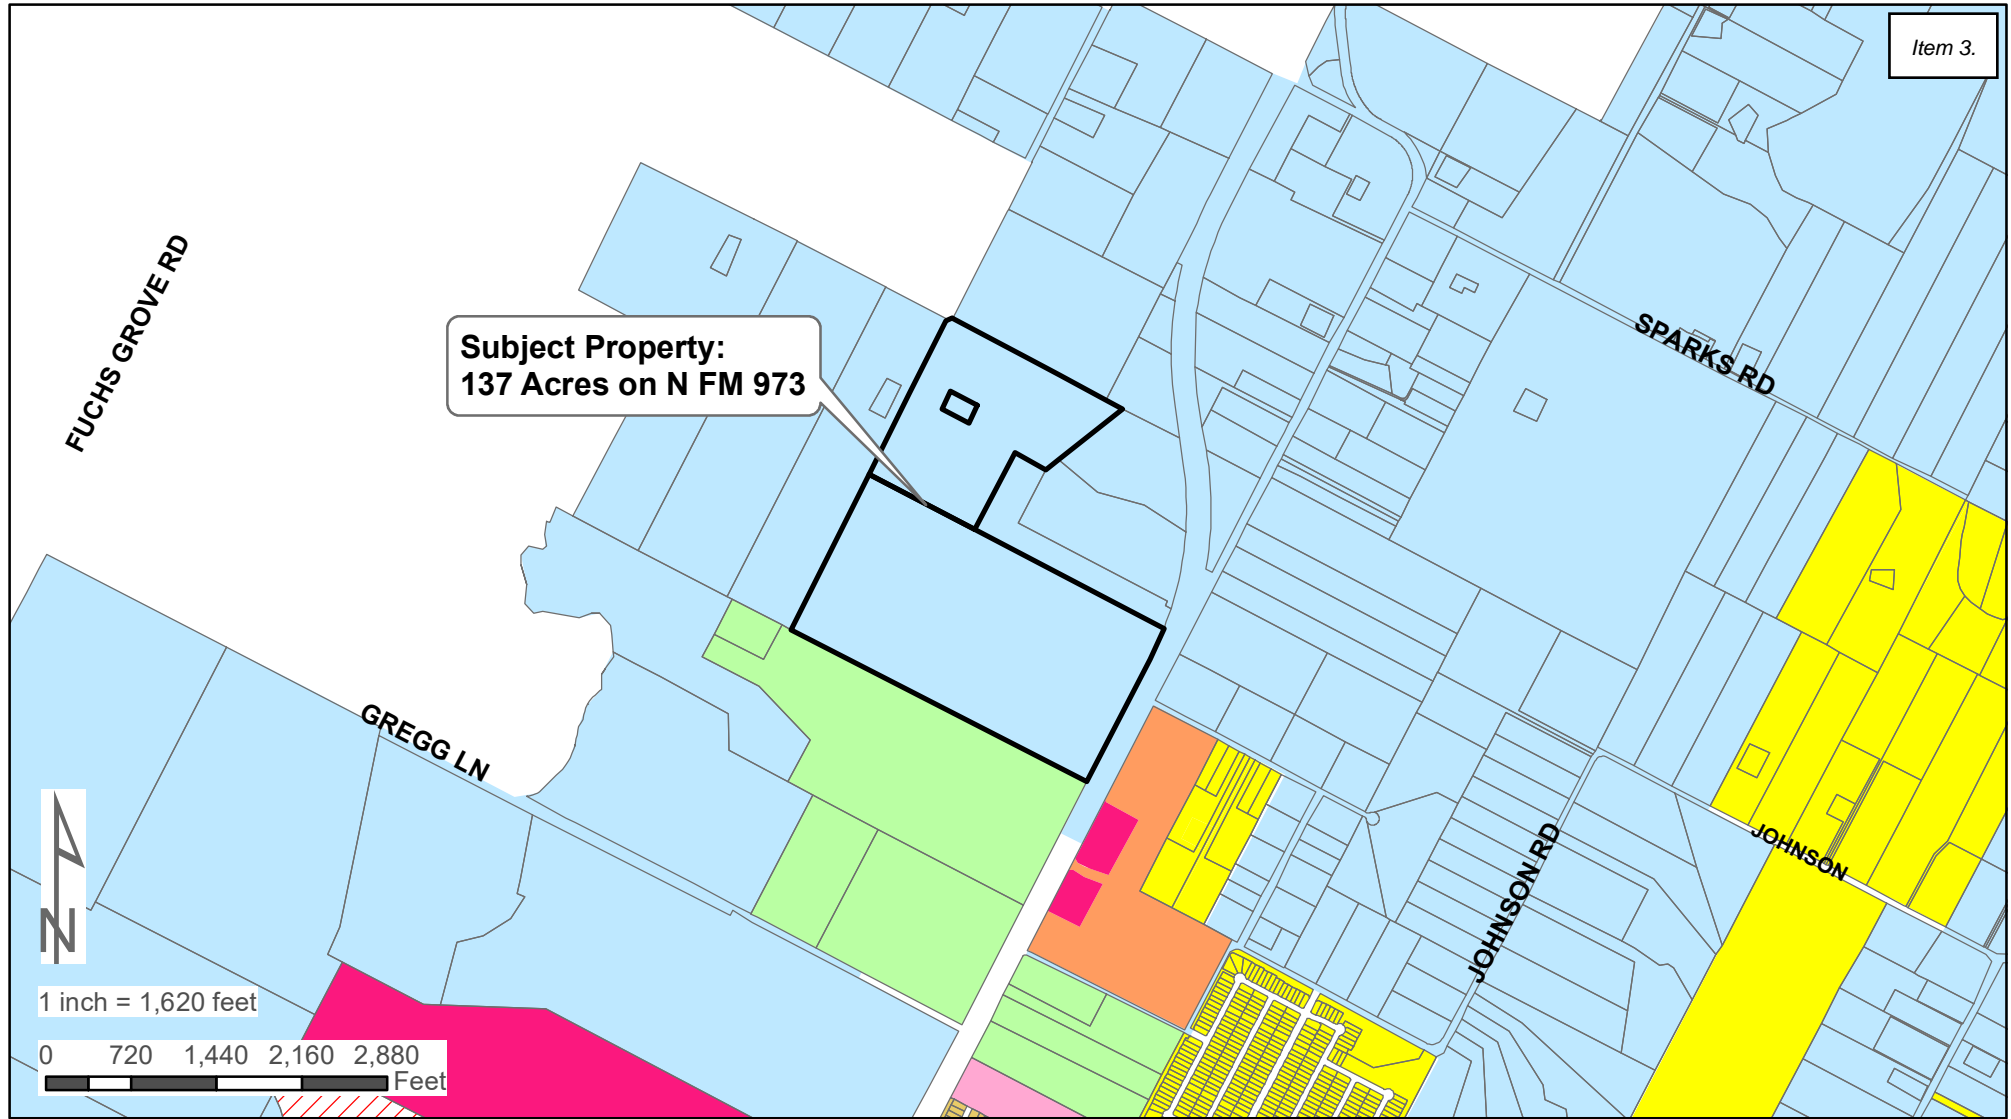 Item 3.
FUCHS GROVE RD
Subject Property:
137 Acres on N FM 973
SPARKS RD
GREGG LN
JOHNSON RD
JOHNSON
N
1 inch = 1,620 feet
0 720 1,440 2,160 2,880
Feet